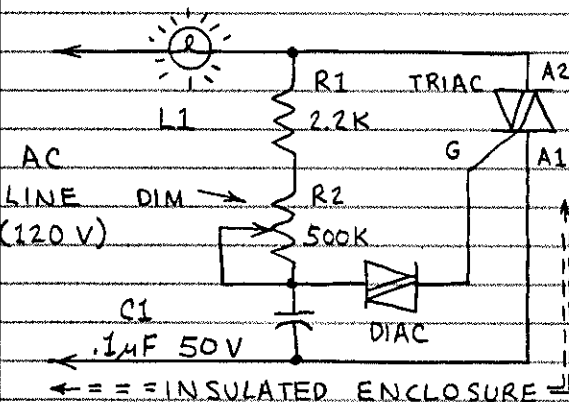 R1
TRIAC
A2
L1
2.2K
G
A1
AC
LINE
(120 V)
DIM
R2
500K
C1
.1µF 50V
DIAC
INSULATED ENCLOSURE